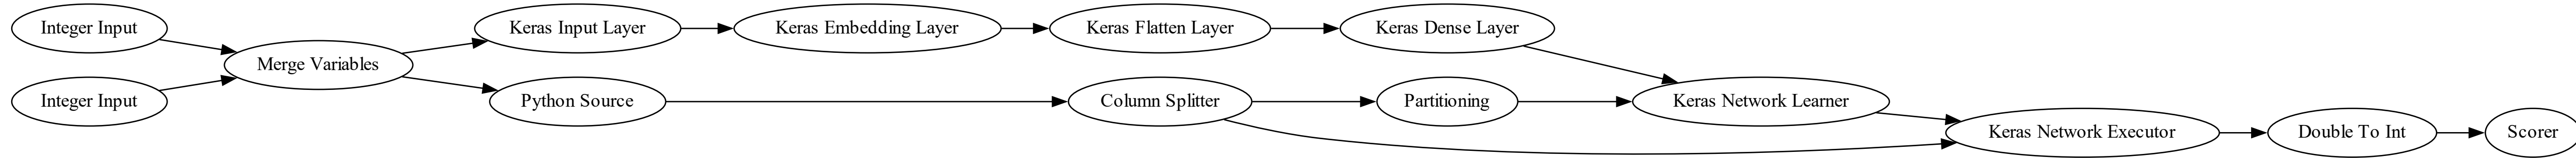 Integer Input
Integer Input
Merge Variables
Keras Input Layer
Keras Embedding Layer
Keras Flatten Layer
Keras Dense Layer
Python Source
Column Splitter
Partitioning
Keras Network Learner
Keras Network Executor
Double To Int
Scorer